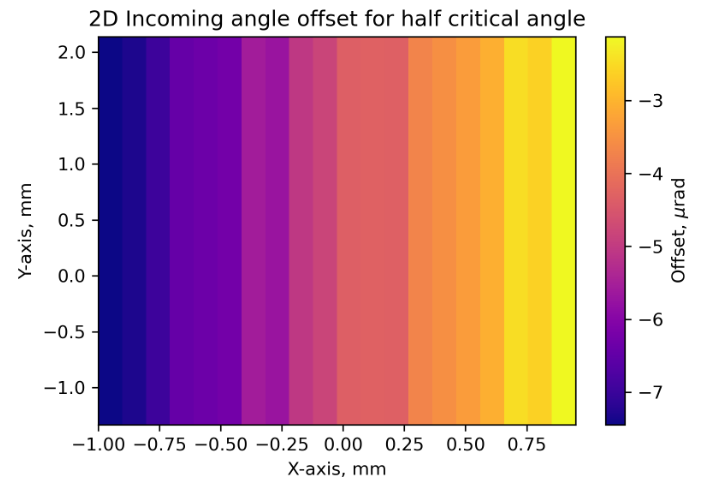 2D Incoming angle offset for half critical angle
2.0
1.5
1.0
0.5
0.0
−0.5
−1.0
Y-axis, mm
−1.00 −0.75 −0.50 −0.25 0.00 0.25 0.50 0.75
X-axis, mm
−3
−4
−5
−6
−7
Offset, μrad